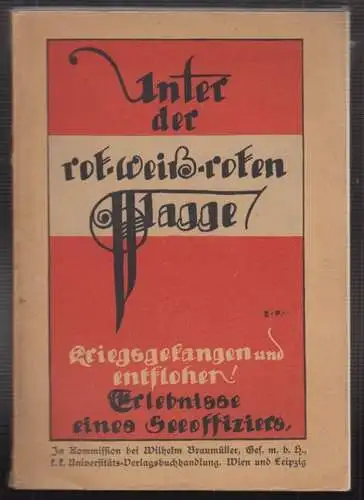 Unter
der
rot-weiß-roten
Flagge
E.P.
Kriegsgefangen und
entflohen!
Erlebnisse
eines Seeoffiziers.
In Kommission bei Wilhelm Braumüller, Ges. m. b. H.,
k. k. Universitäts-Verlagsbuchhandlung. Wien und Leipzig